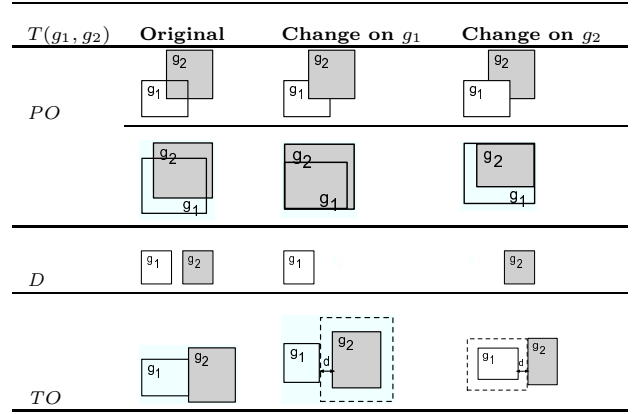 T(g1, g2) Original Change on g1 Change on g2
g2 g2 g2
g1 g1 g1
PO
g2 g2 g2
g1 g1 g1
g1 g2 g1 g2
D
g2 g1 d g2 g1 d g2
g1
TO